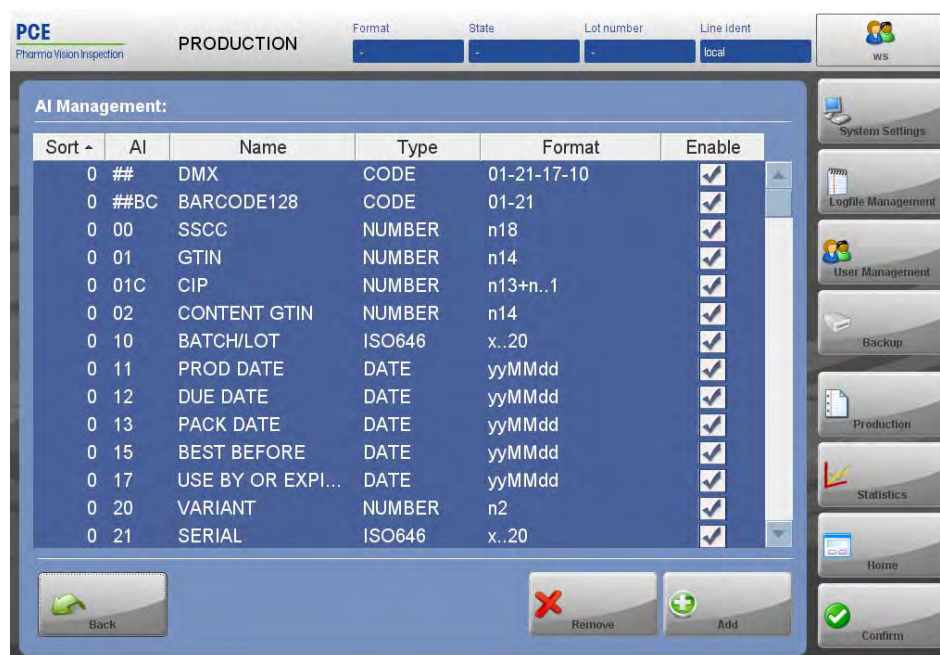 PCE
Pharma Vision Inspection
PRODUCTION
Format State Lot number Line ident
- - - local
ws
AI Management:
Sort AI Name Type Format Enable
0 ## DMX CODE 01-21-17-10
0 ##BC BARCODE128 CODE 01-21
0 00 SSCC NUMBER n18
0 01 GTIN NUMBER n14
0 01C CIP NUMBER n13+n..1
0 02 CONTENT GTIN NUMBER n14
0 10 BATCH/LOT ISO646 x..20
0 11 PROD DATE DATE yyMMdd
0 12 DUE DATE DATE yyMMdd
0 13 PACK DATE DATE yyMMdd
0 15 BEST BEFORE DATE yyMMdd
0 17 USE BY OR EXPI... DATE yyMMdd
0 20 VARIANT NUMBER n2
0 21 SERIAL ISO646 x..20
Back
Remove
Add
System Settings
Logfile Management
User Management
Backup
Production
Statistics
Home
Confirm